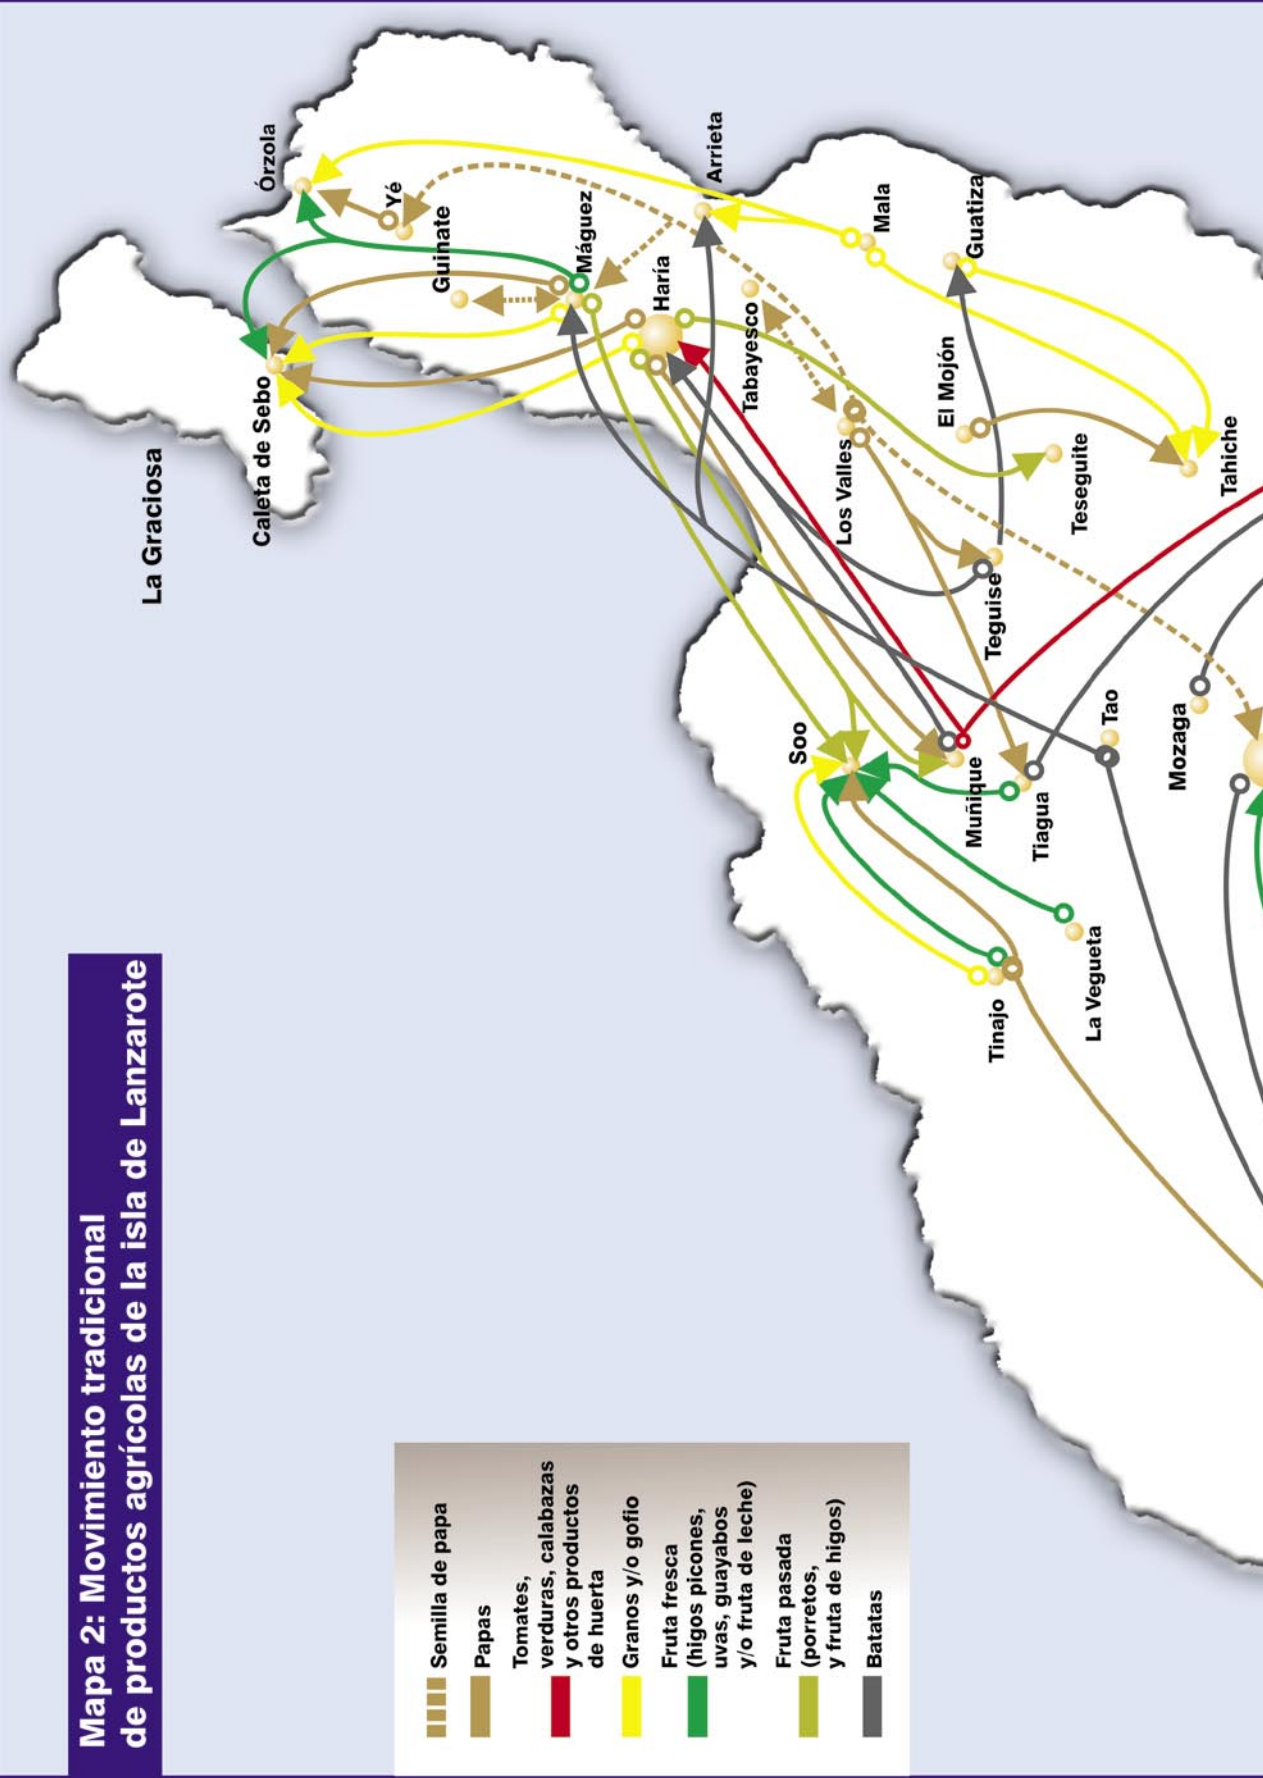 Mapa 2: Movimiento tradicional
de productos agrícolas de la isla de Lanzarote
Semilla de papa
Papas
Tomates,
verduras, calabazas
y otros productos
de huerta
Granos y/o gofio
Fruta fresca
(higos picones,
uvas, guayabos
y/o fruta de leche)
Fruta pasada
(porretos,
y fruta de higos)
Batatas
La Graciosa
Caleta de Sebo
Órzola
Yé
Guinate
Máguez
Haría
Arrieta
Tabayesco
Mala
Guatiza
El Mojón
Los Valles
Teseguite
Tahiche
Teguise
Soo
Muñique
Tiagua
Tao
Mozaga
Tinajo
La Vegueta